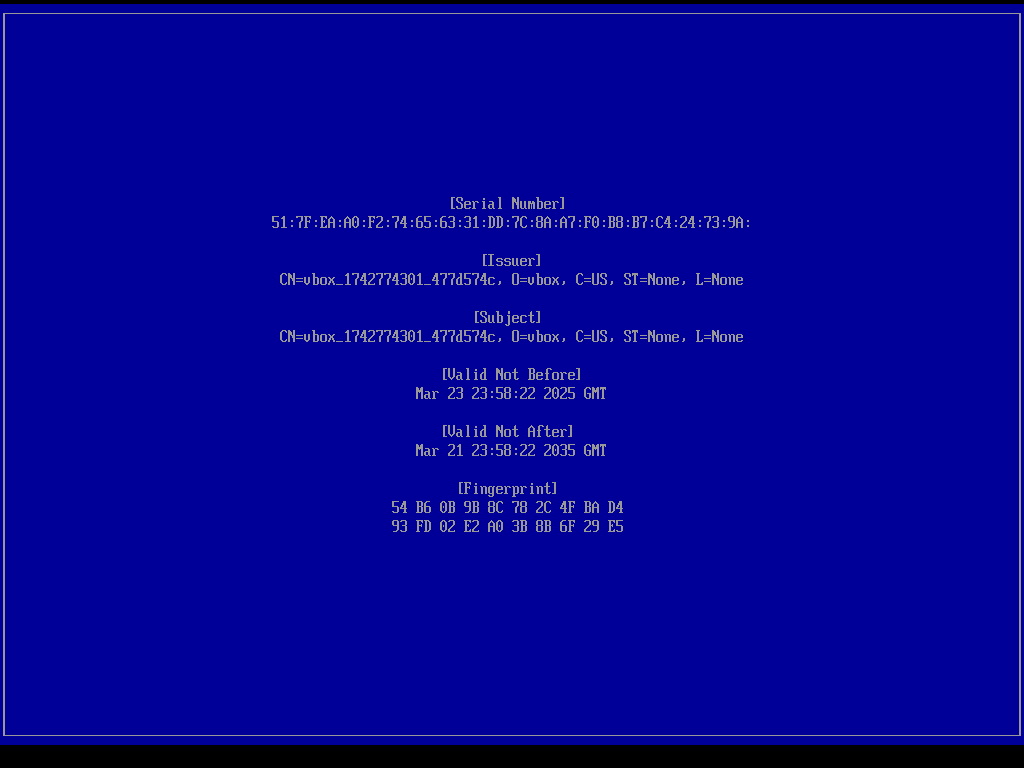 [Serial Number]
51:7F:EA:A0:F2:74:65:63:31:DD:7C:8A:A7:F0:B8:B7:C4:24:73:9A:
[Issuer]
CN=vbox_1742774301_477d574c, O=vbox, C=US, ST=None, L=None
[Subject]
CN=vbox_1742774301_477d574c, O=vbox, C=US, ST=None, L=None
[Valid Not Before]
Mar 23 23:58:22 2025 GMT
[Valid Not After]
Mar 21 23:58:22 2035 GMT
[Fingerprint]
54 B6 0B 9B 8C 78 2C 4F BA D4
93 FD 02 E2 A0 3B 8B 6F 29 E5